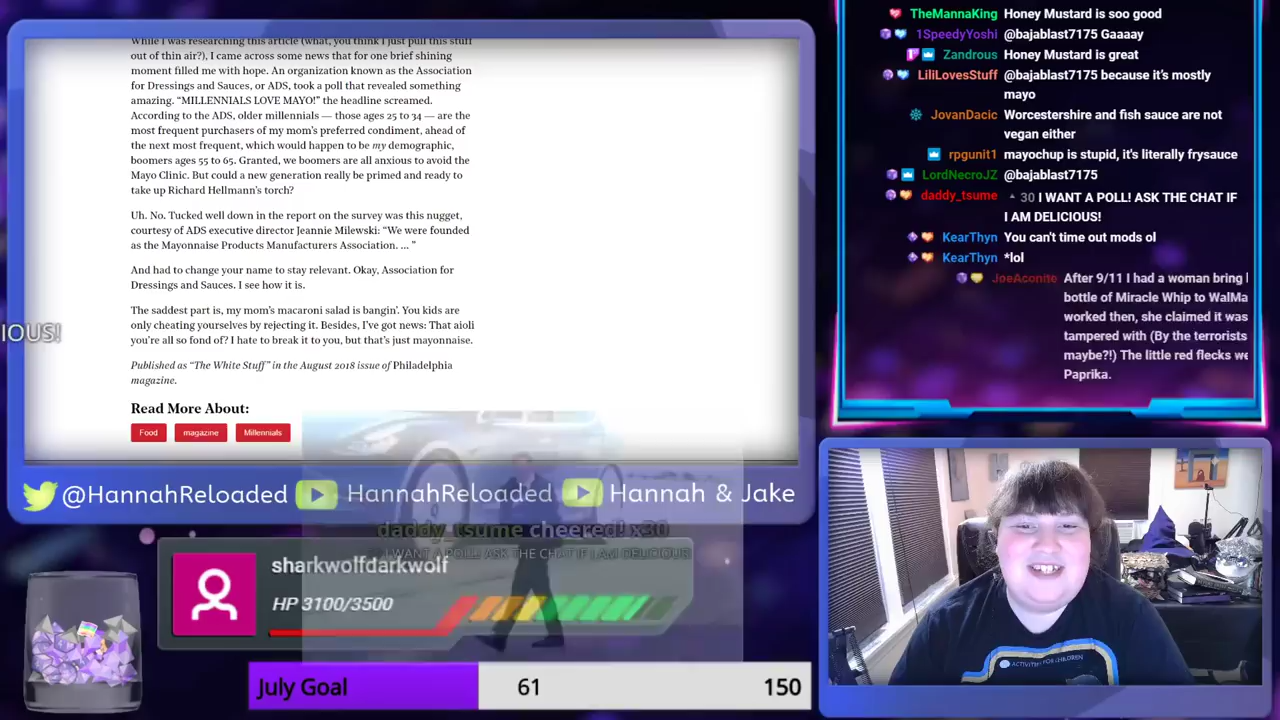 While I was researching this article (what, you think I just pull this stuff
out of thin air?), I came across some news that for one brief shining
moment filled me with hope. An organization known as the Association
for Dressings and Sauces, or ADS, took a poll that revealed something
amazing. “MILLENNIALS LOVE MAYO!” the headline screamed.
According to the ADS, older millennials — those ages 25 to 34 — are the
most frequent purchasers of my mom’s preferred condiment, ahead of
the next most frequent, which would happen to be my demographic,
boomers ages 55 to 65. Granted, we boomers are all anxious to avoid the
Mayo Clinic. But could a new generation really be primed and ready to
take up Richard Hellmann’s torch?
Uh. No. Tucked well down in the report on the survey was this nugget,
courtesy of ADS executive director Jeannie Milewski: “We were founded
as the Mayonnaise Products Manufacturers Association. … ”
And had to change your name to stay relevant. Okay, Association for
Dressings and Sauces. I see how it is.
The saddest part is, my mom’s macaroni salad is bangin’. You kids are
only cheating yourselves by rejecting it. Besides, I’ve got news: That aioli
you’re all so fond of? I hate to break it to you, but that’s just mayonnaise.
Published as “The White Stuff” in the August 2018 issue of Philadelphia
magazine.
Read More About:
Food magazine Millennials
IOUS!
@HannahReloaded HannahReloaded Hannah & Jake
daddy_tsume cheered! x30
I WANT A POLL! ASK THE CHAT IF I AM DELICIOUS!
sharkwolfdarkwolf
HP 3100/3500
July Goal 61 150
TheMannaKing Honey Mustard is soo good
1SpeedyYoshi @bajablast7175 Gaaaay
Zandrous Honey Mustard is great
LiliLovesStuff @bajablast7175 because it’s mostly
mayo
JovanDacic Worcestershire and fish sauce are not
vegan either
rpgunit1 mayochup is stupid, it's literally frysauce
LordNecroJZ @bajablast7175
daddy_tsume 30 I WANT A POLL! ASK THE CHAT IF
I AM DELICIOUS!
KearThyn You can't time out mods ol
KearThyn *lol
JoeAconite After 9/11 I had a woman bring
bottle of Miracle Whip to WalMa
worked then, she claimed it was
tampered with (By the terrorists
maybe?!) The little red flecks we
Paprika.
ACTIVITIES FOR CHILDREN